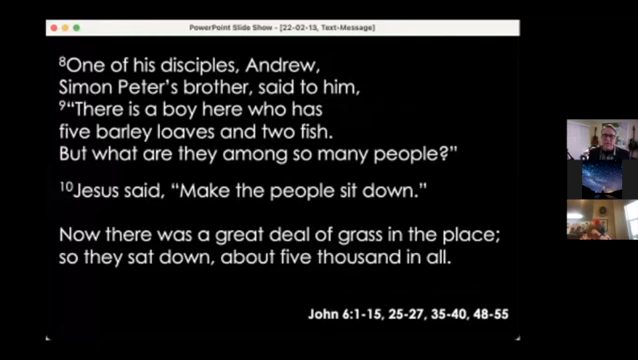 PowerPoint Slide Show - [22-02-13, Text-Message]
⁸One of his disciples, Andrew,
Simon Peter's brother, said to him,
⁹"There is a boy here who has
five barley loaves and two fish.
But what are they among so many people?"
¹⁰Jesus said, "Make the people sit down."
Now there was a great deal of grass in the place;
so they sat down, about five thousand in all.
John 6:1-15, 25-27, 35-40, 48-55